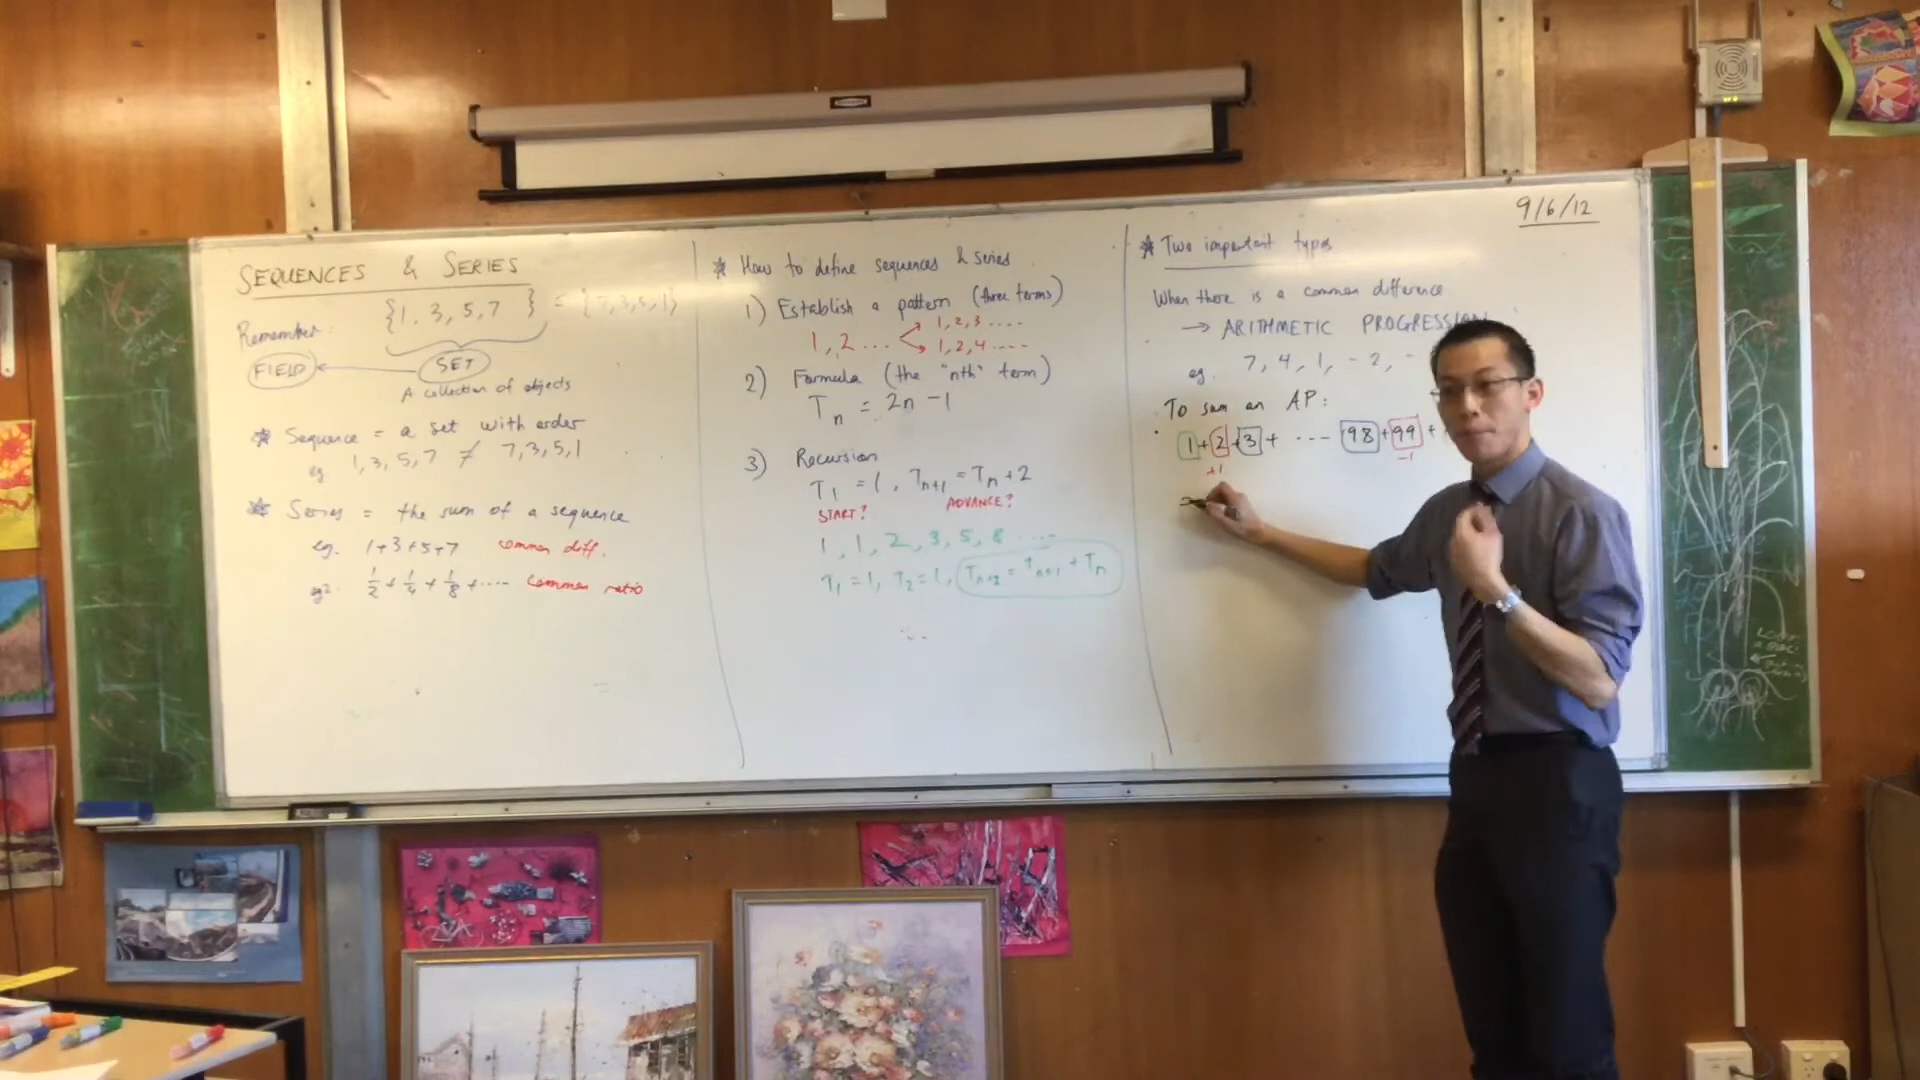 SEQUENCES & SERIES
Remember:
{1, 3, 5, 7 } = {7,3,5,1}
FIELD ← SET
A collection of objects
* Sequence = a set with order
eg. 1,3,5,7 ≠ 7,3,5,1
* Series = the sum of a sequence
eg. 1+3+5+7 common diff.
eg2. 1/2 + 1/4 + 1/8 + .... common ratio
* How to define sequences & series
1) Establish a pattern (three terms)
1, 2 ...
1, 2, 3 ....
1, 2, 4 ....
2) Formula (the "nth" term)
Tn = 2n - 1
3) Recursion
T1 = 1, Tn+1 = Tn + 2
START? ADVANCE?
1, 1, 2, 3, 5, 8 ....
T1 = 1, T2 = 1, Tn+2 = Tn+1 + Tn
9/6/12
* Two important types
When there is a common difference
→ ARITHMETIC PROGRESSION
eg. 7, 4, 1, -2, -
To sum an AP:
1 + 2 + 3 + ... 98 + 99 +
+1 -1
=